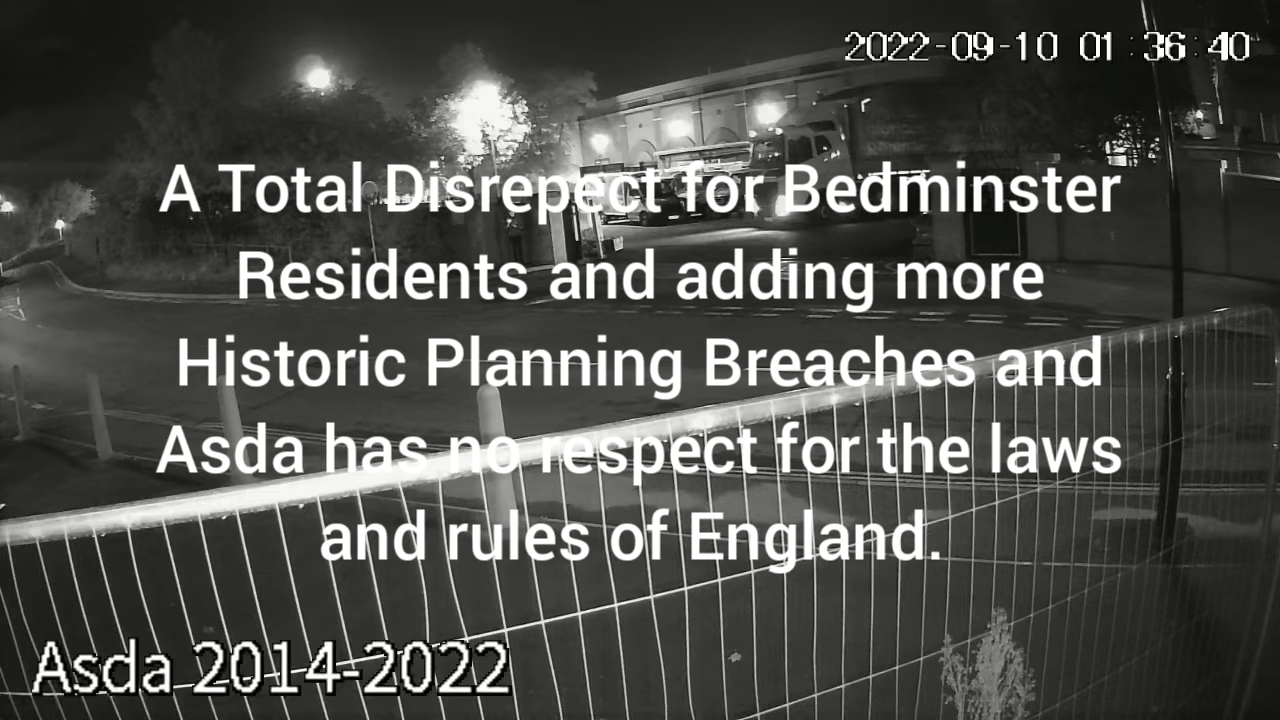 2022-09-10 01:36:40
A Total Disrepect for Bedminster
Residents and adding more
Historic Planning Breaches and
Asda has no respect for the laws
and rules of England.
Asda 2014-2022